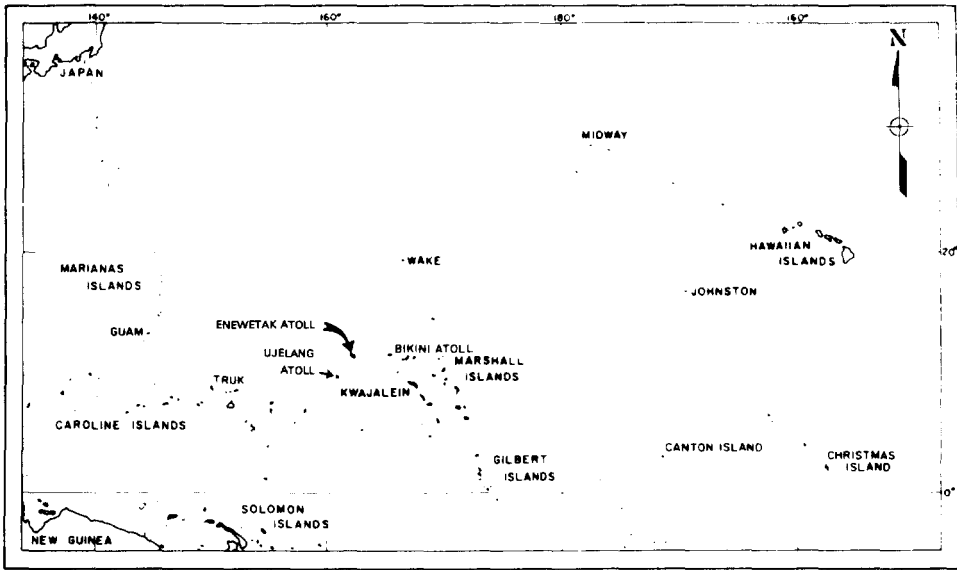 140°
160°
180°
160°
N
JAPAN
MIDWAY
HAWAIIAN
ISLANDS
20°
WAKE
MARIANAS
ISLANDS
JOHNSTON
ENEWETAK ATOLL
GUAM
BIKINI ATOLL
UJELANG
ATOLL
MARSHALL
ISLANDS
TRUK
KWAJALEIN
CAROLINE ISLANDS
CANTON ISLAND
GILBERT
ISLANDS
CHRISTMAS
ISLAND
0°
SOLOMON
ISLANDS
NEW GUINEA